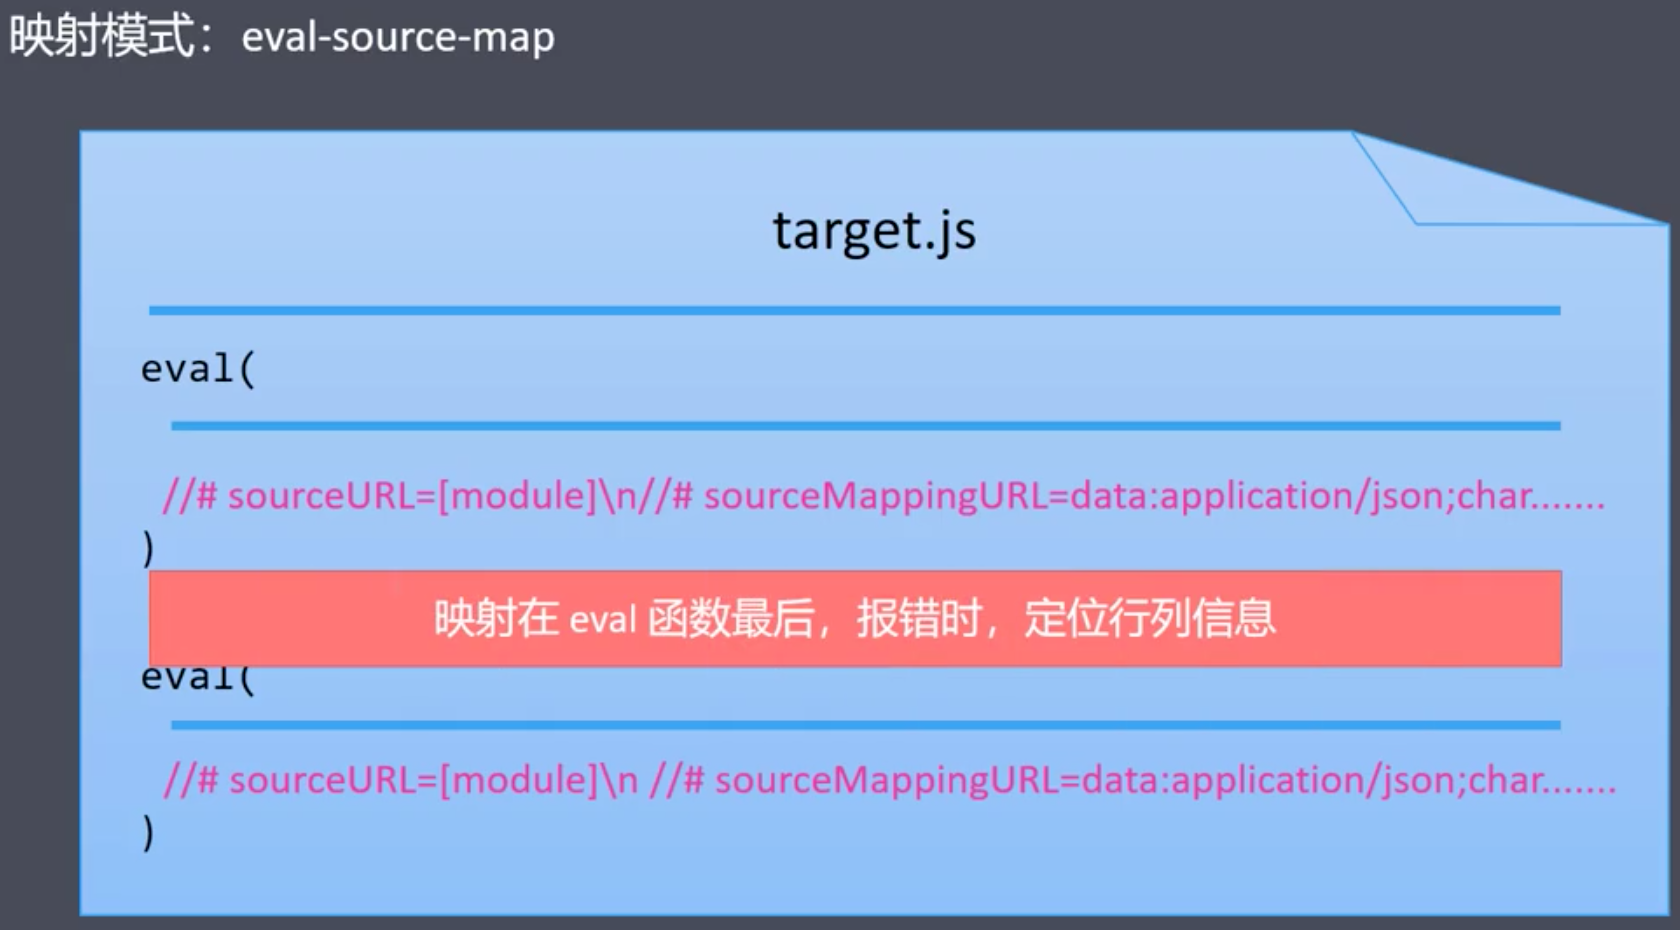 映射模式：eval-source-map
target.js
eval(
//# sourceURL=[module]\n//# sourceMappingURL=data:application/json;char.......
)
映射在 eval 函数最后，报错时，定位行列信息
eval(
//# sourceURL=[module]\n //# sourceMappingURL=data:application/json;char.......
)